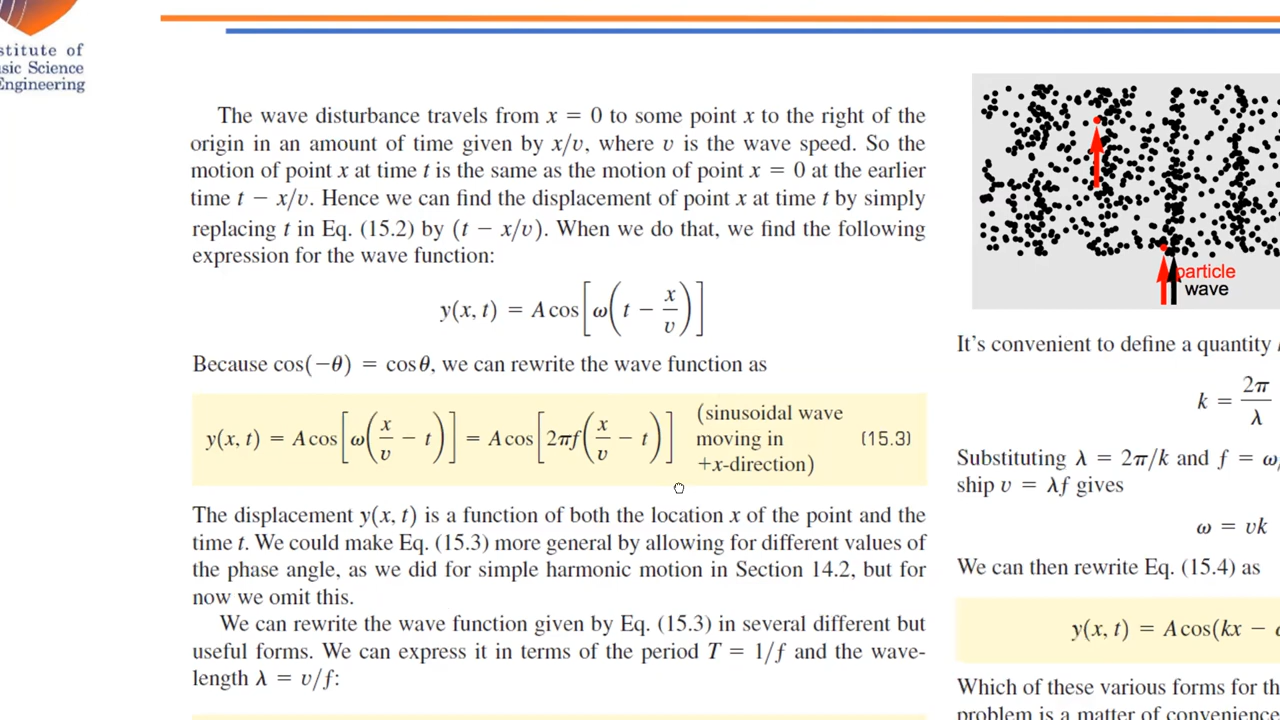 stitute of
sic Science
Engineering
The wave disturbance travels from x = 0 to some point x to the right of the
origin in an amount of time given by x/v, where v is the wave speed. So the
motion of point x at time t is the same as the motion of point x = 0 at the earlier
time t − x/v. Hence we can find the displacement of point x at time t by simply
replacing t in Eq. (15.2) by (t − x/v). When we do that, we find the following
expression for the wave function:
y(x, t) = A cos[ω(t − x/v)]
Because cos(−θ) = cosθ, we can rewrite the wave function as
y(x, t) = A cos[ω(x/v − t)] = A cos[2πf(x/v − t)] (sinusoidal wave moving in +x-direction) (15.3)
The displacement y(x, t) is a function of both the location x of the point and the
time t. We could make Eq. (15.3) more general by allowing for different values of
the phase angle, as we did for simple harmonic motion in Section 14.2, but for
now we omit this.
We can rewrite the wave function given by Eq. (15.3) in several different but
useful forms. We can express it in terms of the period T = 1/f and the wave-
length λ = v/f:
particle
wave
It's convenient to define a quantity
k = 2π/λ
Substituting λ = 2π/k and f = ω/
ship v = λf gives
ω = vk
We can then rewrite Eq. (15.4) as
y(x, t) = A cos(kx −
Which of these various forms for th
problem is a matter of convenience